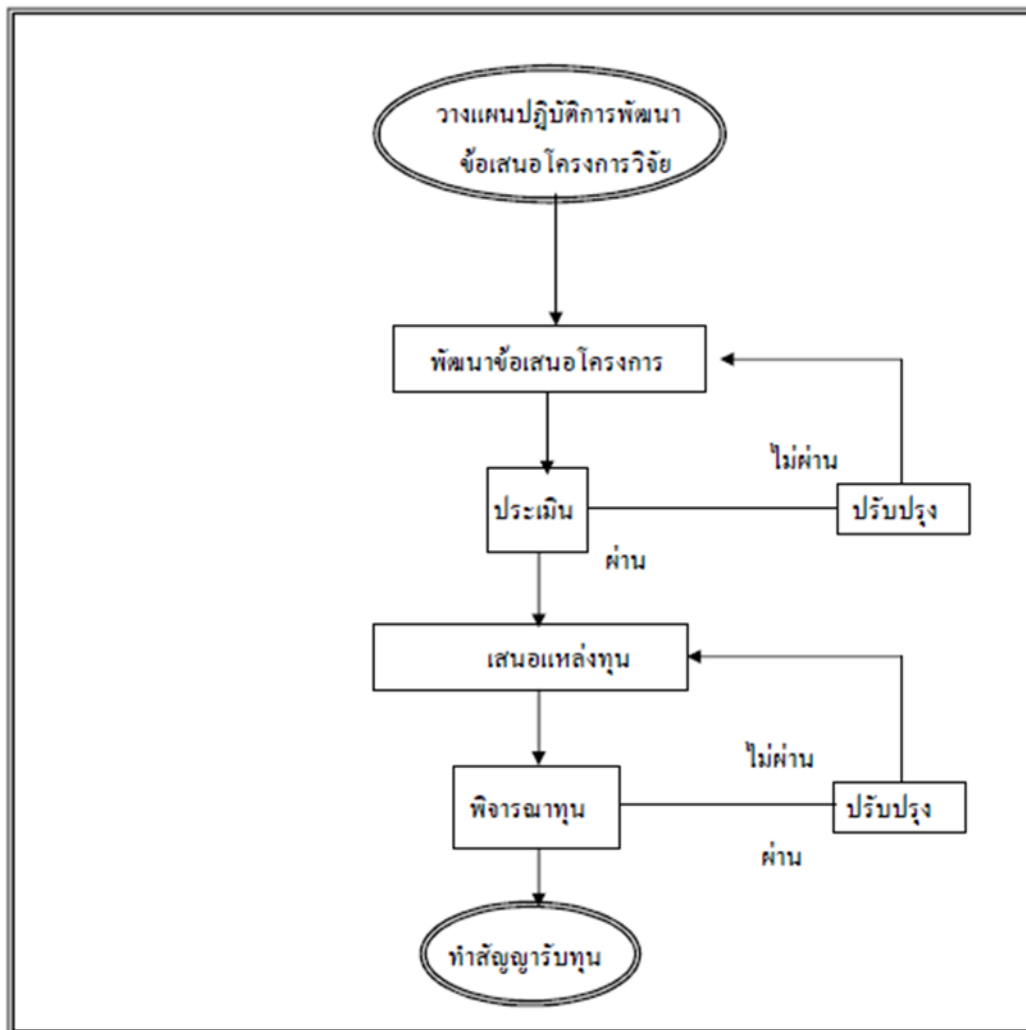 วางแผนปฏิบัติการพัฒนา
ข้อเสนอโครงการวิจัย
พัฒนาข้อเสนอโครงการ
ไม่ผ่าน
ประเมิน
ปรับปรุง
ผ่าน
เสนอแหล่งทุน
ไม่ผ่าน
พิจารณาทุน
ปรับปรุง
ผ่าน
ทำสัญญารับทุน